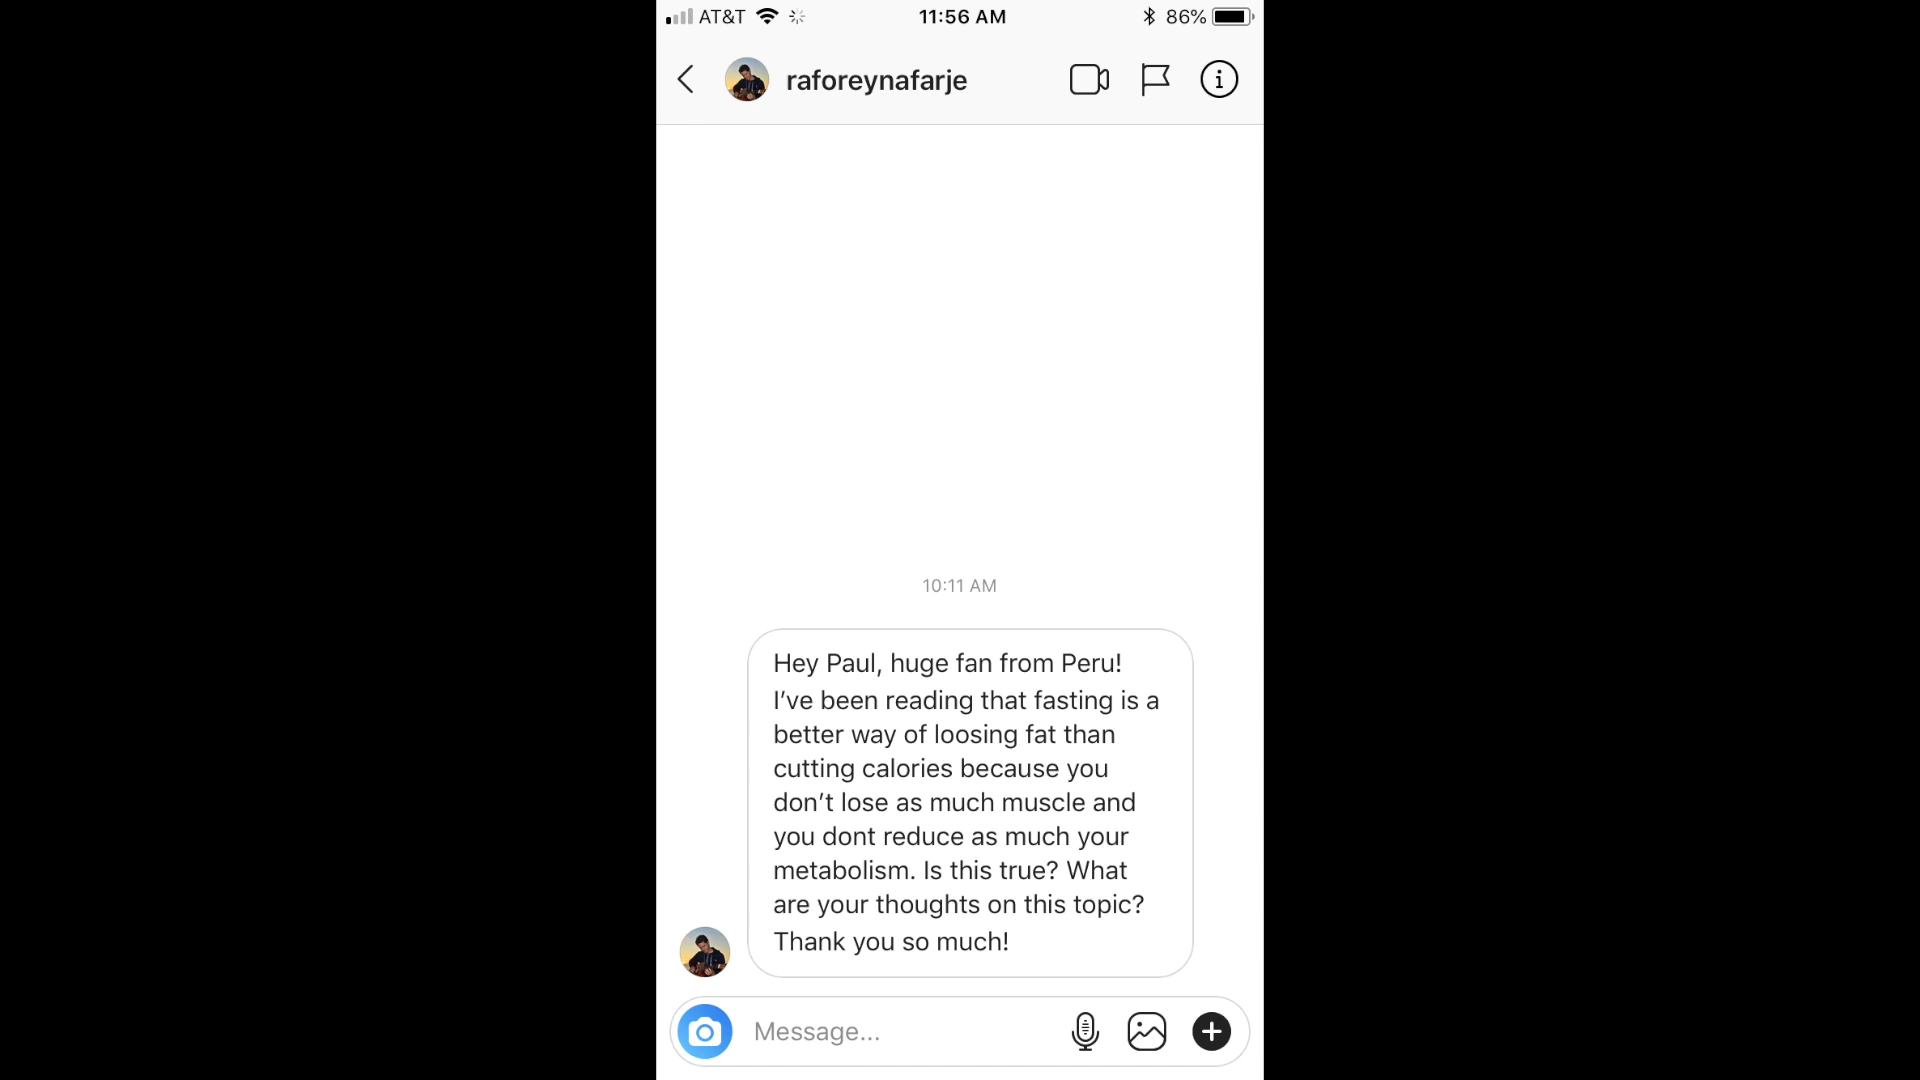 AT&T 11:56 AM 86%
raforeynafarje
10:11 AM
Hey Paul, huge fan from Peru!
I’ve been reading that fasting is a
better way of loosing fat than
cutting calories because you
don’t lose as much muscle and
you dont reduce as much your
metabolism. Is this true? What
are your thoughts on this topic?
Thank you so much!
Message...